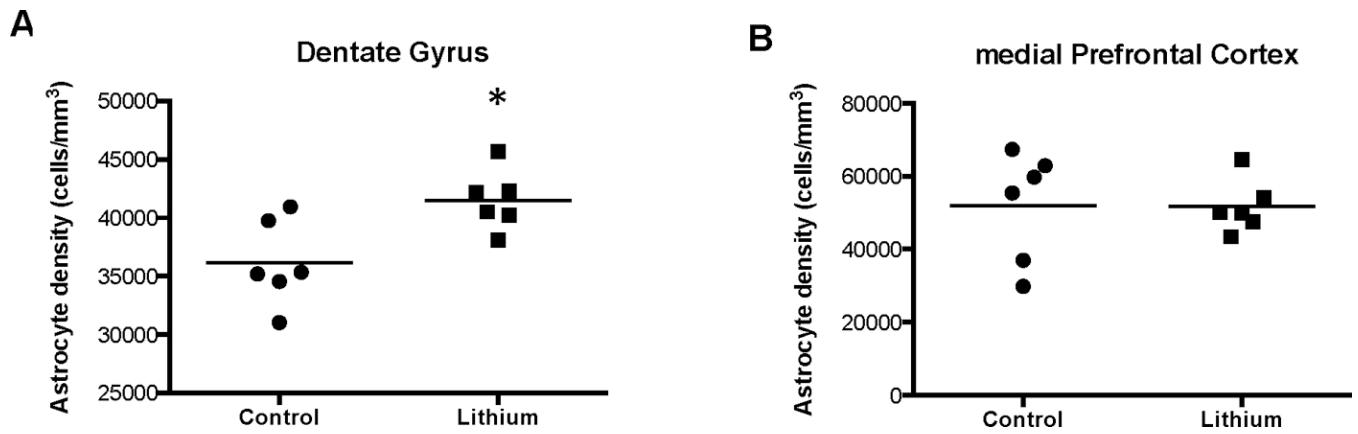 A
Dentate Gyrus
Astrocyte density (cells/mm³)
50000
45000
40000
35000
30000
25000
*
Control
Lithium
B
medial Prefrontal Cortex
Astrocyte density (cells/mm³)
80000
60000
40000
20000
0
Control
Lithium